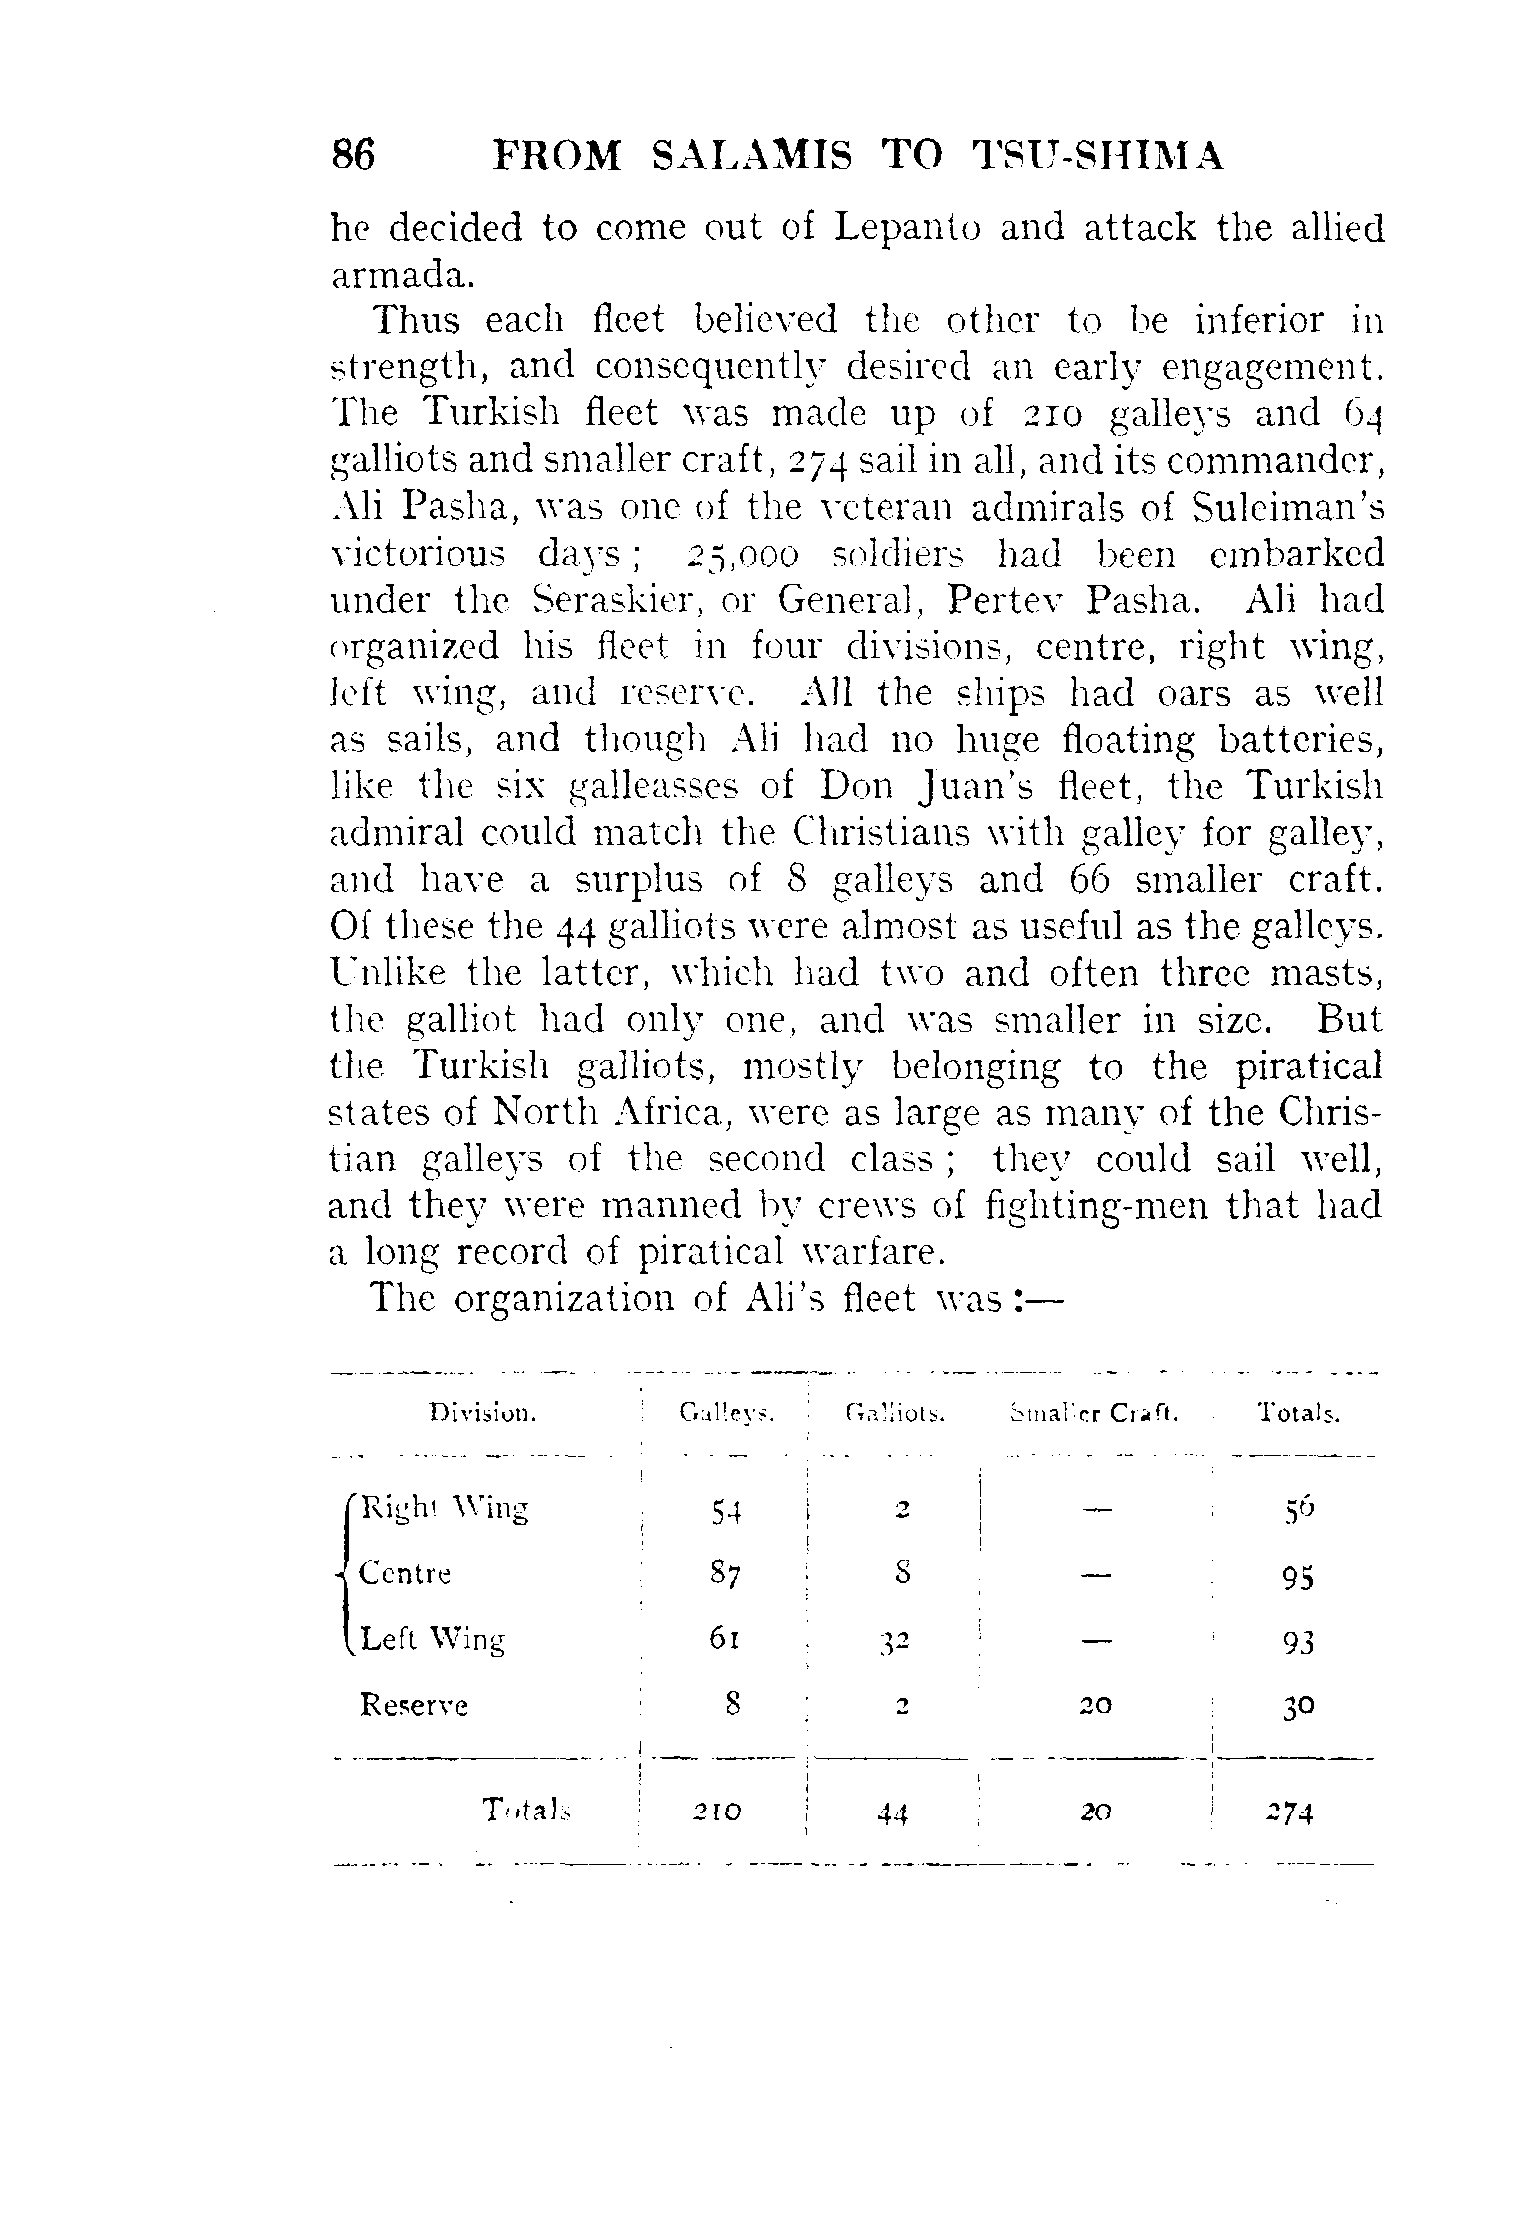 86 FROM SALAMIS TO TSU-SHIMA
he decided to come out of Lepanto and attack the allied
armada.
Thus each fleet believed the other to be inferior in
strength, and consequently desired an early engagement.
The Turkish fleet was made up of 210 galleys and 64
galliots and smaller craft, 274 sail in all, and its commander,
Ali Pasha, was one of the veteran admirals of Suleiman's
victorious days ; 25,000 soldiers had been embarked
under the Seraskier, or General, Pertev Pasha. Ali had
organized his fleet in four divisions, centre, right wing,
left wing, and reserve. All the ships had oars as well
as sails, and though Ali had no huge floating batteries,
like the six galleasses of Don Juan's fleet, the Turkish
admiral could match the Christians with galley for galley,
and have a surplus of 8 galleys and 66 smaller craft.
Of these the 44 galliots were almost as useful as the galleys.
Unlike the latter, which had two and often three masts,
the galliot had only one, and was smaller in size. But
the Turkish galliots, mostly belonging to the piratical
states of North Africa, were as large as many of the Chris-
tian galleys of the second class ; they could sail well,
and they were manned by crews of fighting-men that had
a long record of piratical warfare.
The organization of Ali's fleet was :—
Division. Galleys. Galliots. Smaller Craft. Totals.
Right Wing 54 2 — 56
Centre 87 8 — 95
Left Wing 61 32 — 93
Reserve 8 2 20 30
Totals 210 44 20 274